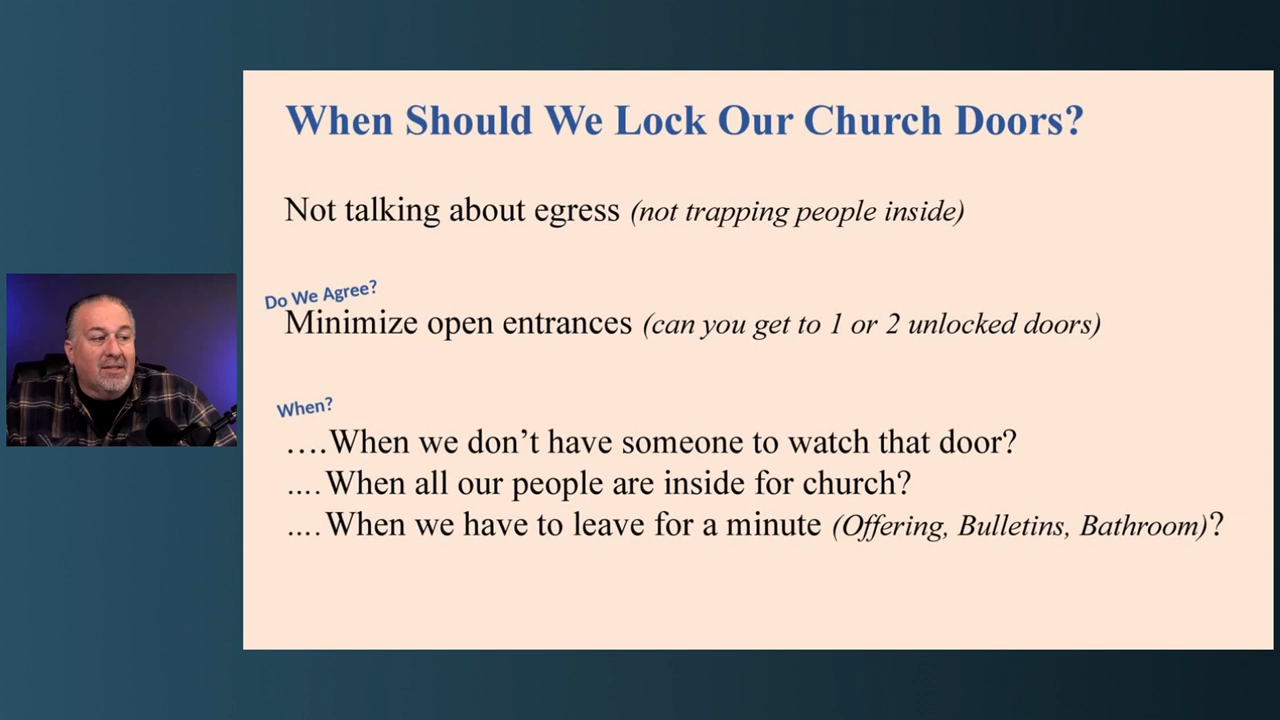 When Should We Lock Our Church Doors?
Not talking about egress (not trapping people inside)
Do We Agree?
Minimize open entrances (can you get to 1 or 2 unlocked doors)
When?
....When we don’t have someone to watch that door?
....When all our people are inside for church?
....When we have to leave for a minute (Offering, Bulletins, Bathroom)?